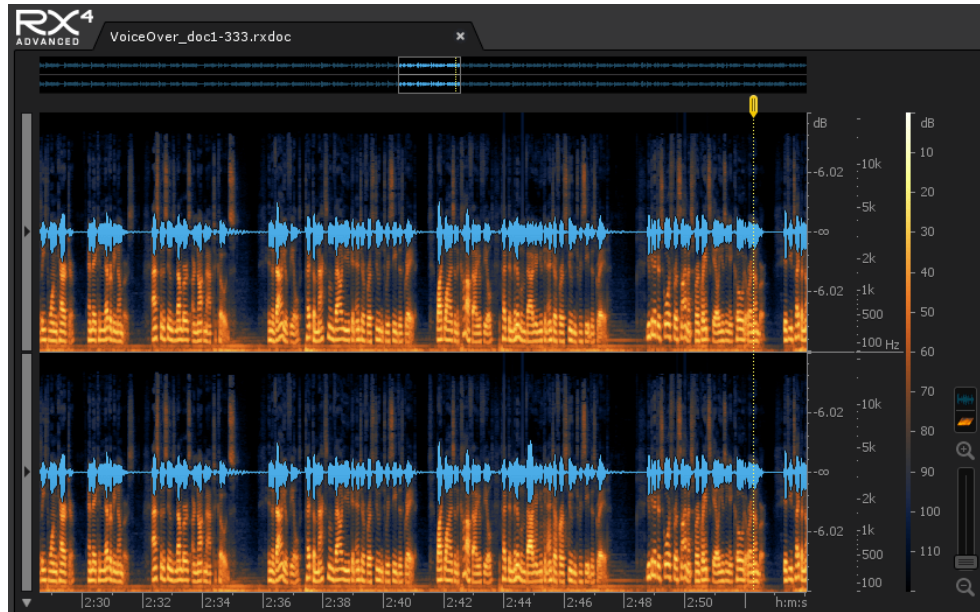 RX4
ADVANCED
VoiceOver_doc1-333.rxdoc ×
dB
-6.02
-∞
-6.02
-10k
-5k
-2k
-1k
-500
-100 Hz
dB
10
20
30
40
50
60
70
80
90
100
110
-6.02
-∞
-6.02
-10k
-5k
-2k
-1k
-500
-100
2:30 2:32 2:34 2:36 2:38 2:40 2:42 2:44 2:46 2:48 2:50 h:m:s